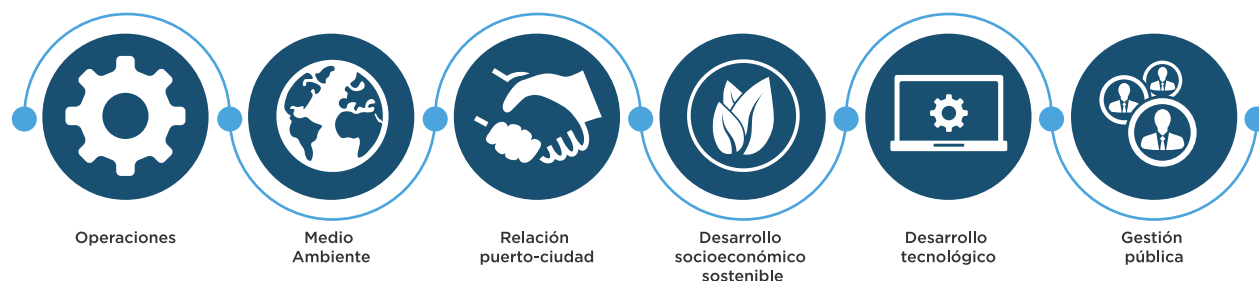 Operaciones
Medio
Ambiente
Relación
puerto-ciudad
Desarrollo
socioeconómico
sostenible
Desarrollo
tecnológico
Gestión
pública